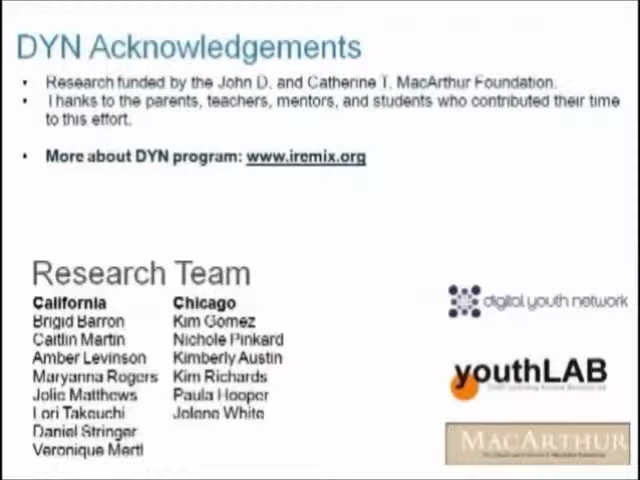 DYN Acknowledgements
• Research funded by the John D. and Catherine T. MacArthur Foundation.
• Thanks to the parents, teachers, mentors, and students who contributed their time
to this effort.
• More about DYN program: www.iremix.org
Research Team
California
Brigid Barron
Caitlin Martin
Amber Levinson
Maryanna Rogers
Jolie Matthews
Lori Takeuchi
Daniel Stringer
Veronique Mertl
Chicago
Kim Gomez
Nichole Pinkard
Kimberly Austin
Kim Richards
Paula Hooper
Jolene White
digital youth network
youthLAB
MACARTHUR